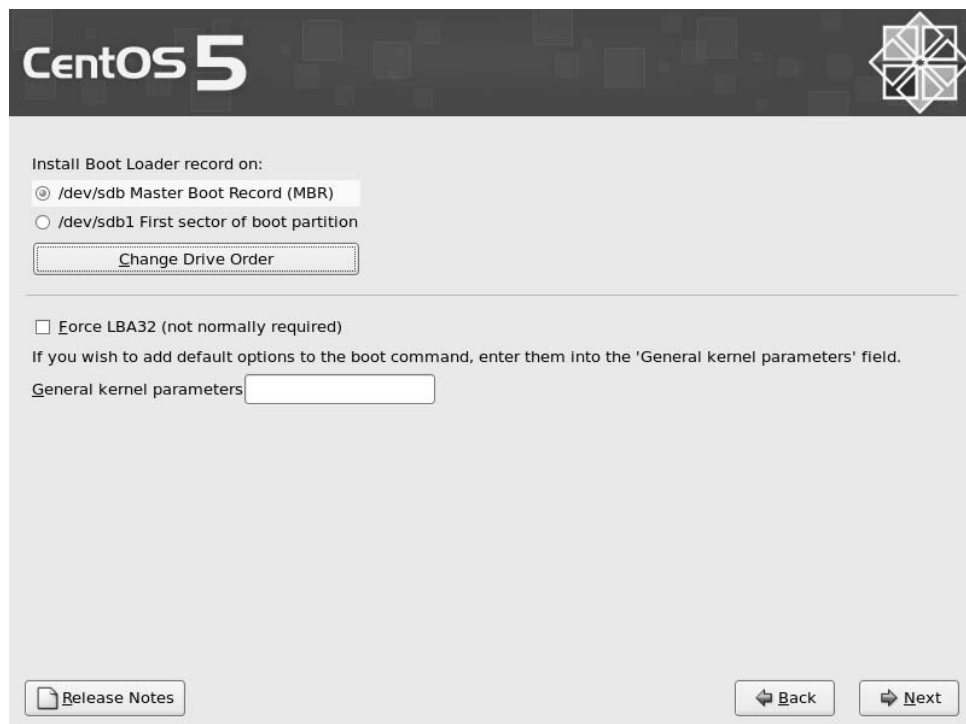 CentOS 5
Install Boot Loader record on:
/dev/sdb Master Boot Record (MBR)
/dev/sdb1 First sector of boot partition
Change Drive Order
Force LBA32 (not normally required)
If you wish to add default options to the boot command, enter them into the 'General kernel parameters' field.
General kernel parameters
Release Notes
Back
Next